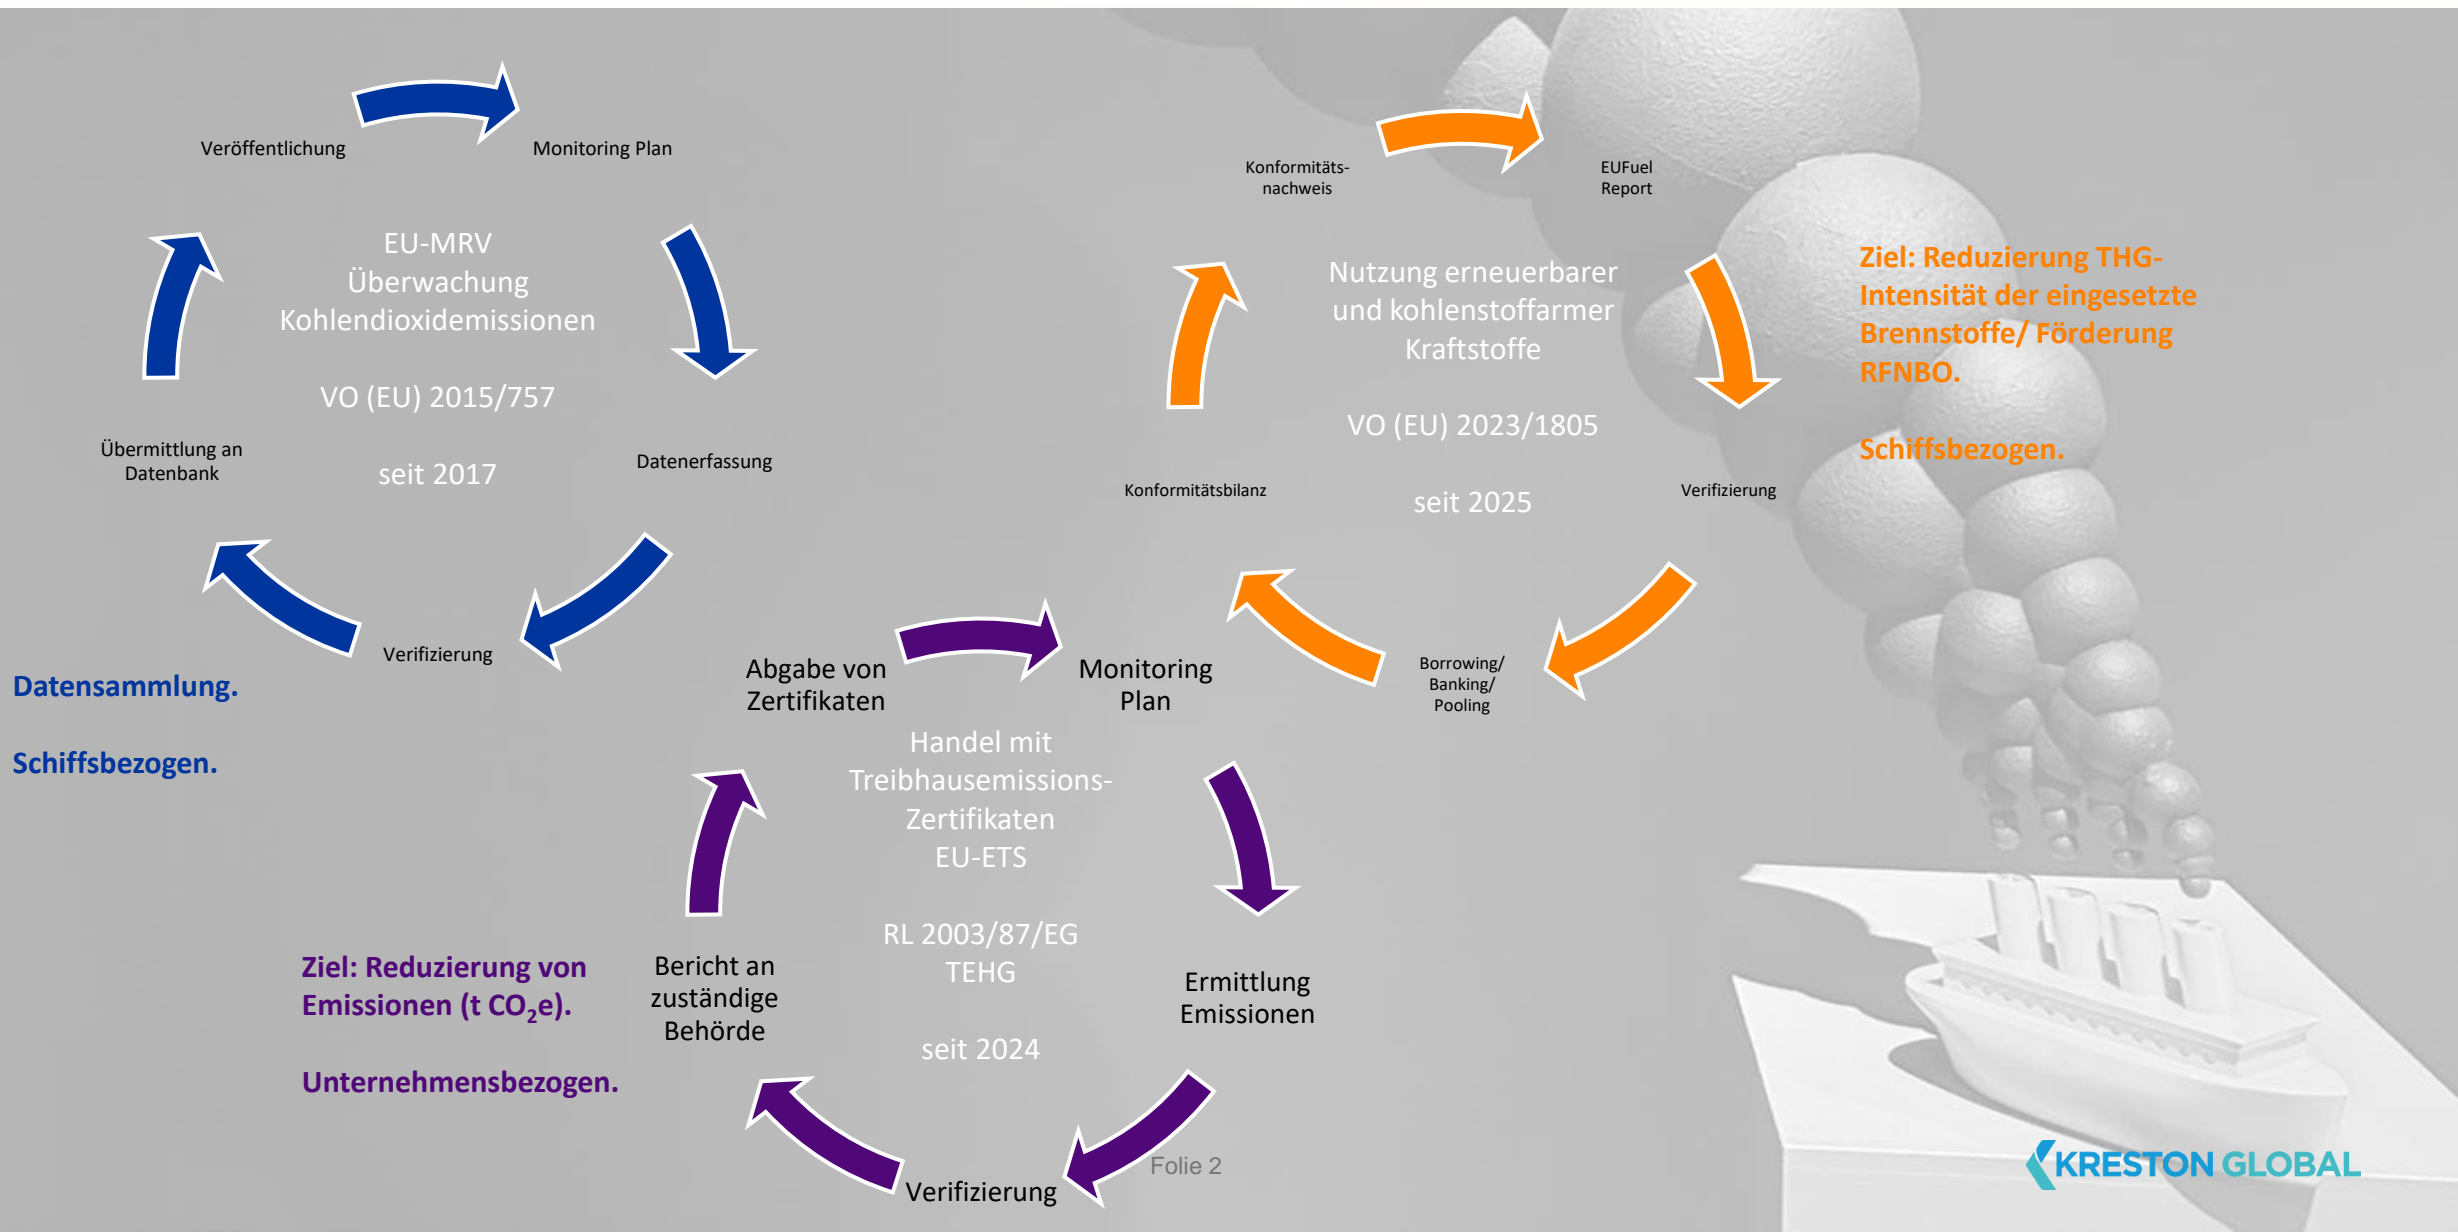 Veröffentlichung
Monitoring Plan
EU-MRV
Überwachung
Kohlendioxidemissionen
VO (EU) 2015/757
seit 2017
Übermittlung an
Datenbank
Datenerfassung
Verifizierung
Datensammlung.
Schiffsbezogen.
Konformitäts-
nachweis
EUFuel
Report
Nutzung erneuerbarer
und kohlenstoffarmer
Kraftstoffe
VO (EU) 2023/1805
seit 2025
Konformitätsbilanz
Verifizierung
Borrowing/
Banking/
Pooling
Ziel: Reduzierung THG-
Intensität der eingesetzte
Brennstoffe/ Förderung
RFNBO.
Schiffsbezogen.
Abgabe von
Zertifikaten
Monitoring
Plan
Handel mit
Treibhausemissions-
Zertifikaten
EU-ETS
RL 2003/87/EG
TEHG
seit 2024
Bericht an
zuständige
Behörde
Ermittlung
Emissionen
Verifizierung
Ziel: Reduzierung von
Emissionen (t CO₂e).
Unternehmensbezogen.
Folie 2
KRESTON GLOBAL